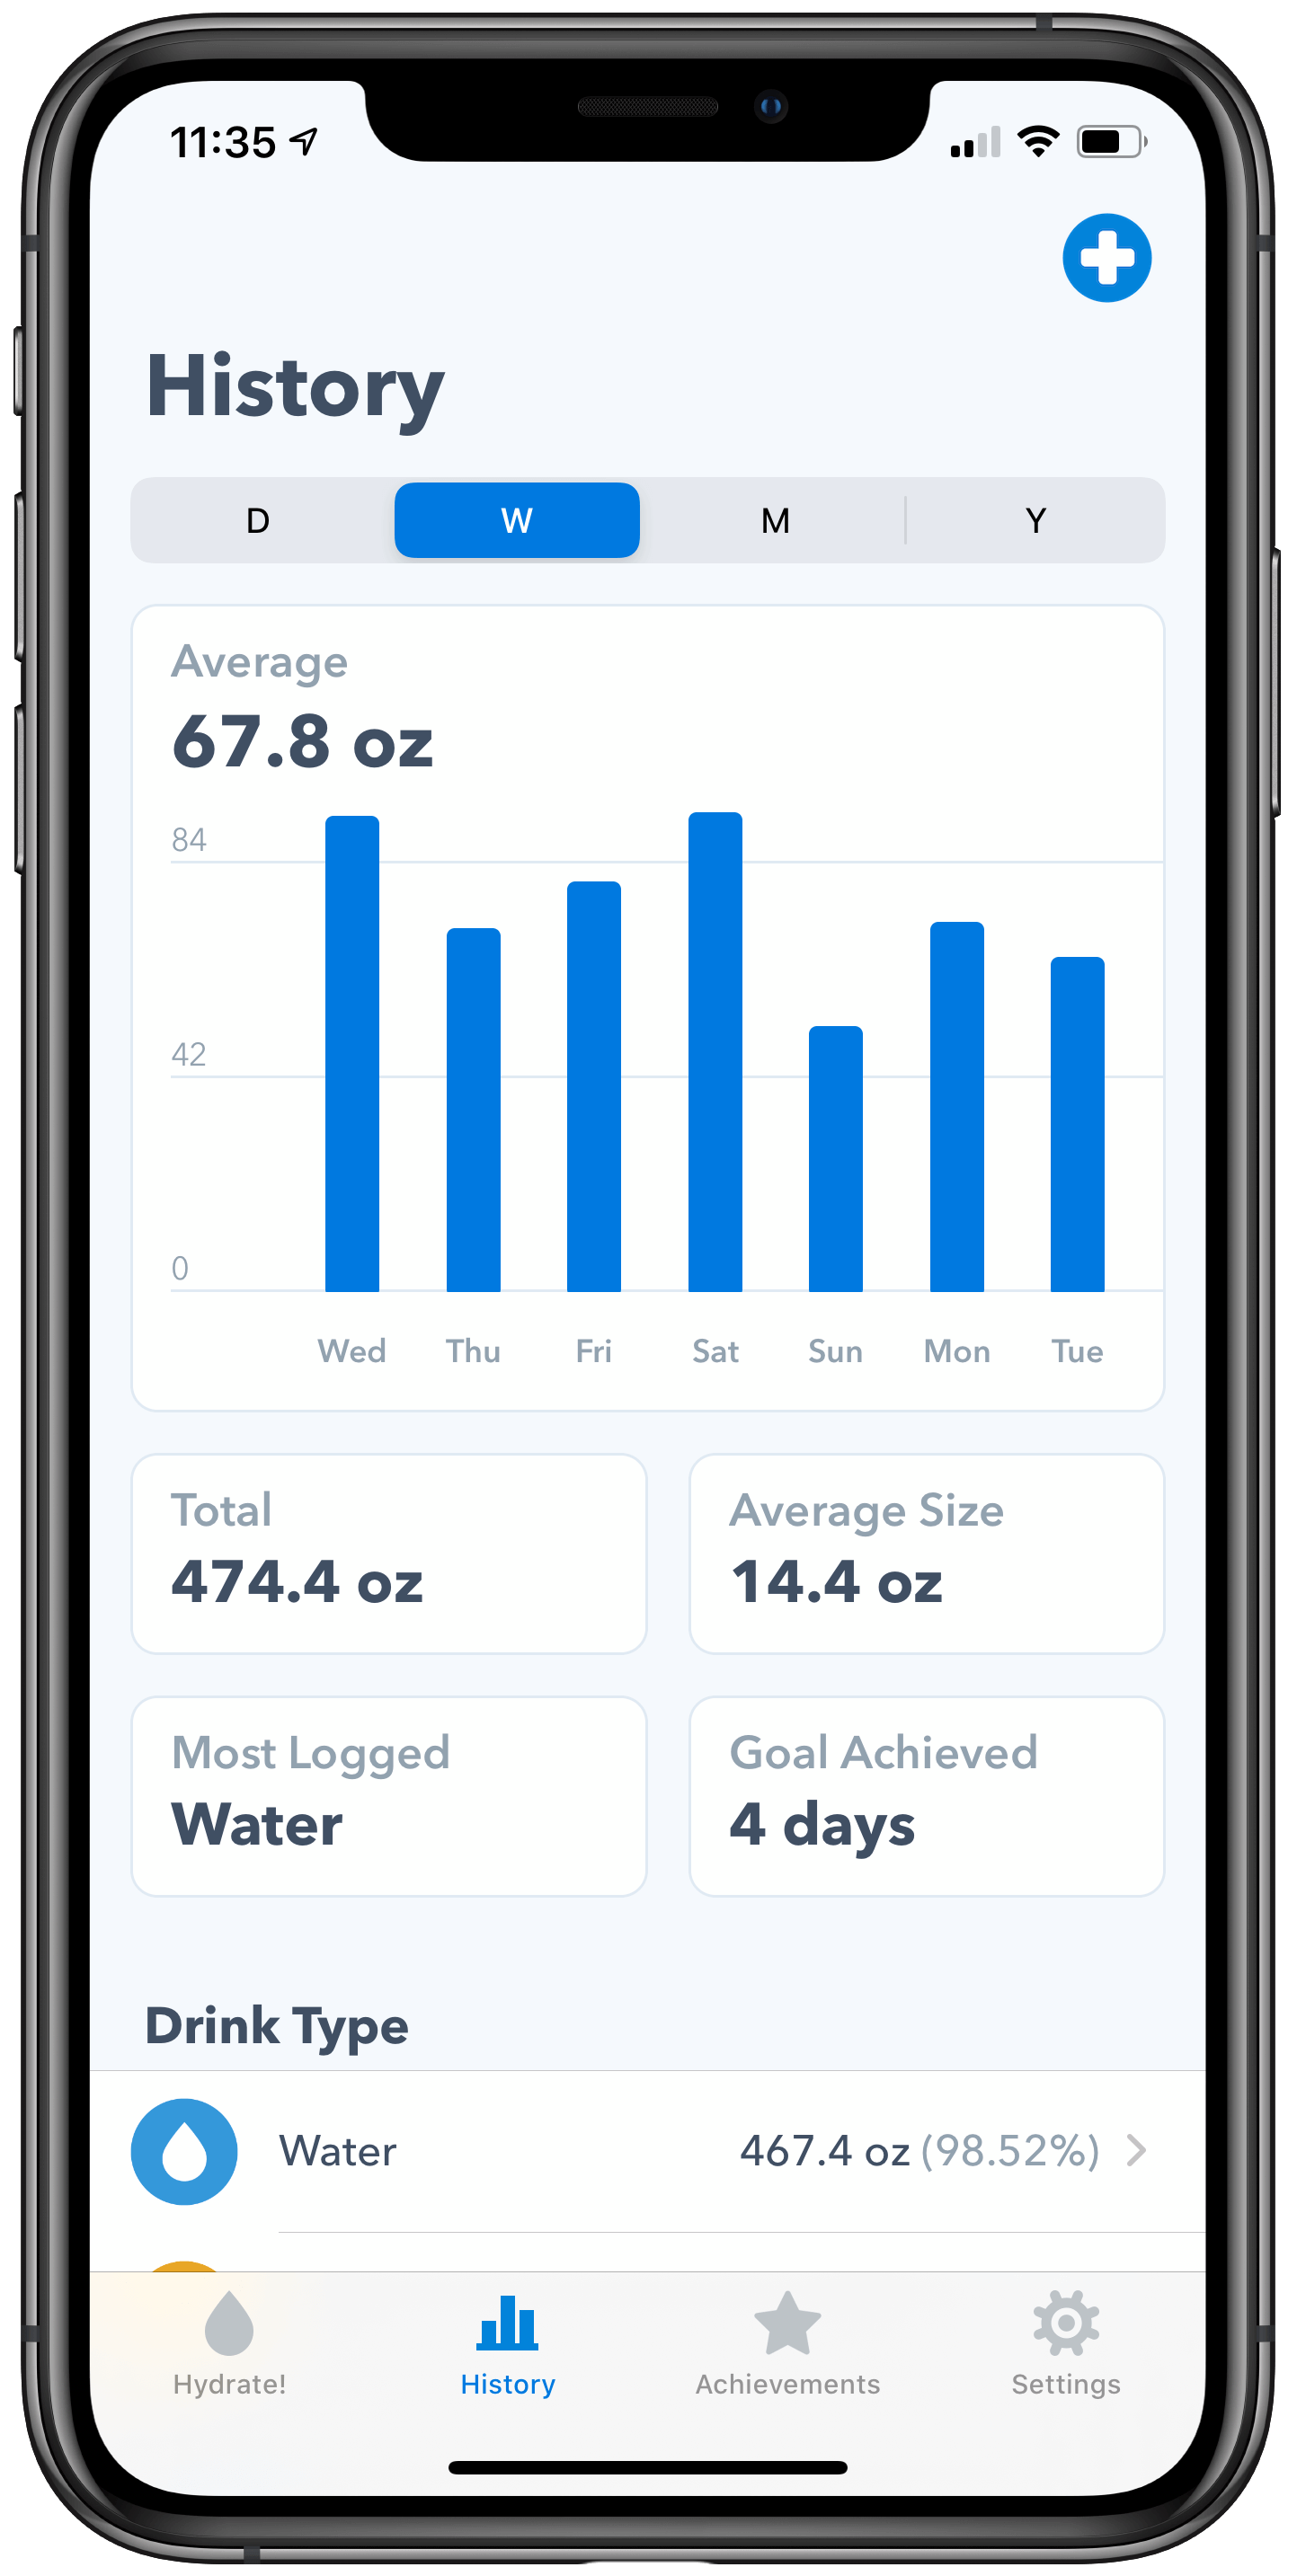 11:35
History
D W M Y
Average
67.8 oz
84
42
0
Wed Thu Fri Sat Sun Mon Tue
Total Average Size
474.4 oz 14.4 oz
Most Logged Goal Achieved
Water 4 days
Drink Type
Water 467.4 oz (98.52%)
Hydrate! History Achievements Settings